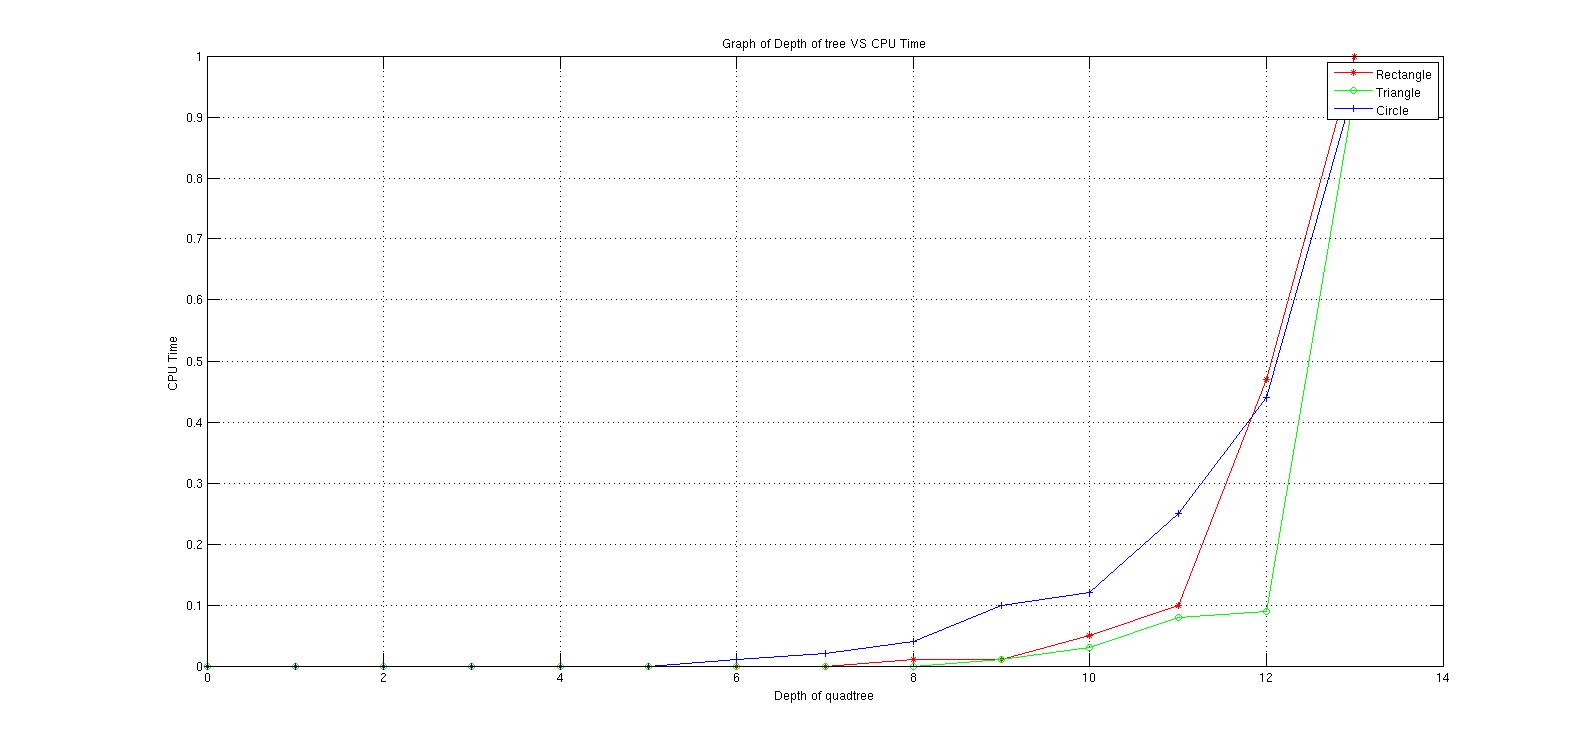 Graph of Depth of tree VS CPU Time
1
0.9
0.8
0.7
0.6
0.5
0.4
0.3
0.2
0.1
0
CPU Time
Rectangle
Triangle
Circle
0 2 4 6 8 10 12 14
Depth of quadtree